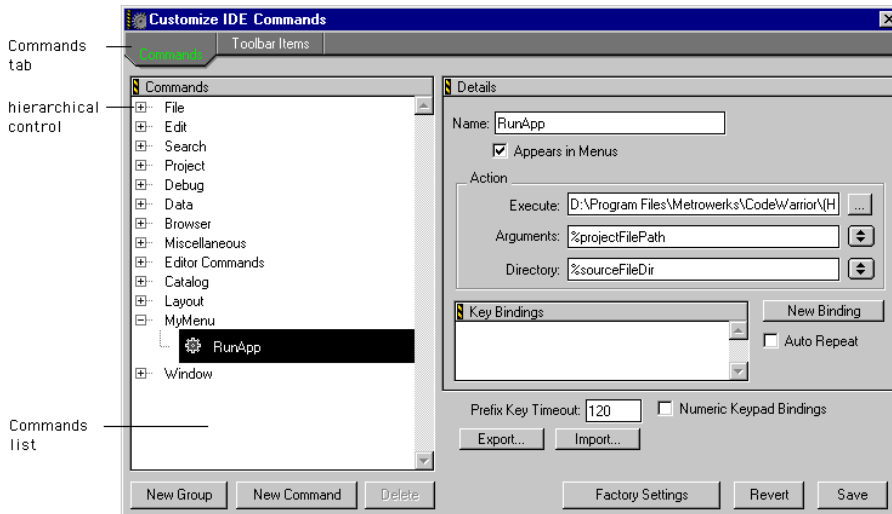 Customize IDE Commands
Commands tab
Commands
Toolbar Items
hierarchical control
Commands
File
Edit
Search
Project
Debug
Data
Browser
Miscellaneous
Editor Commands
Catalog
Layout
MyMenu
RunApp
Window
Commands list
New Group
New Command
Delete
Details
Name: RunApp
Appears in Menus
Action
Execute: D:\Program Files\Metrowerks\CodeWarrior\(H ...
Arguments: %projectFilePath
Directory: %sourceFileDir
Key Bindings
New Binding
Auto Repeat
Prefix Key Timeout: 120
Numeric Keypad Bindings
Export...
Import...
Factory Settings
Revert
Save